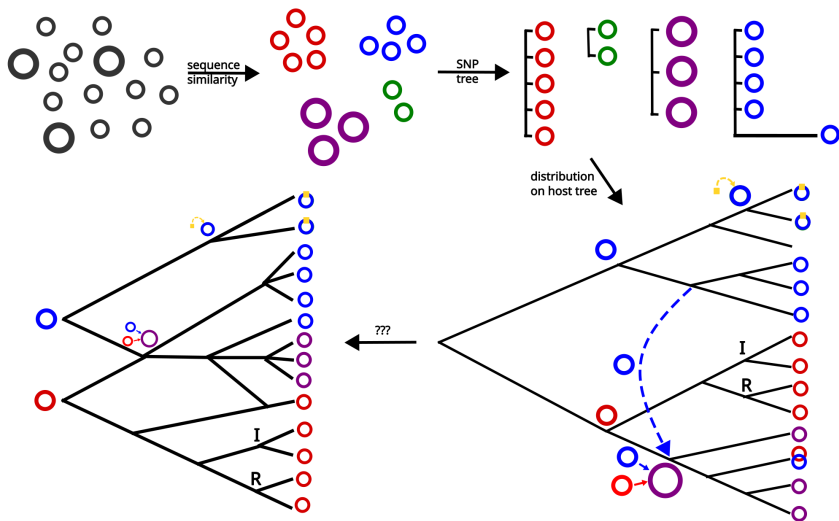 sequence
similarity
SNP
tree
distribution
on host tree
???
I
R
I
R